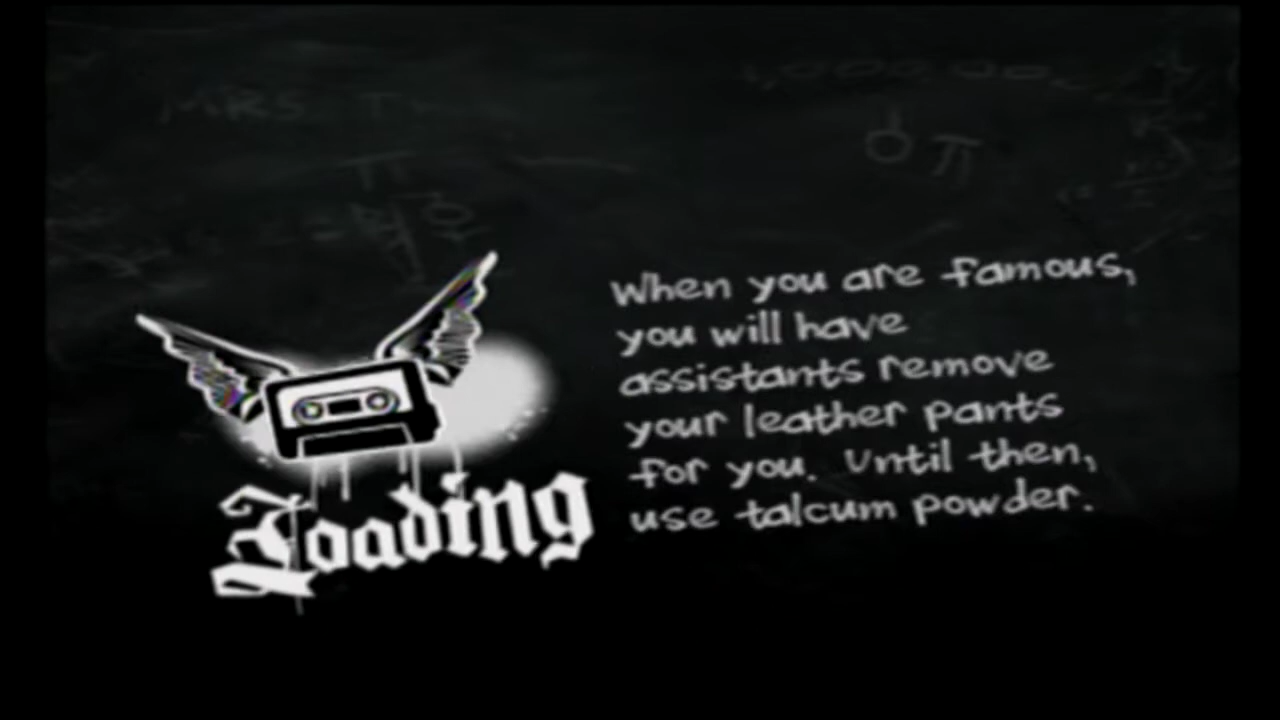 MRS
π
π
When you are famous,
you will have
assistants remove
your leather pants
for you. Until then,
use talcum powder.
Loading